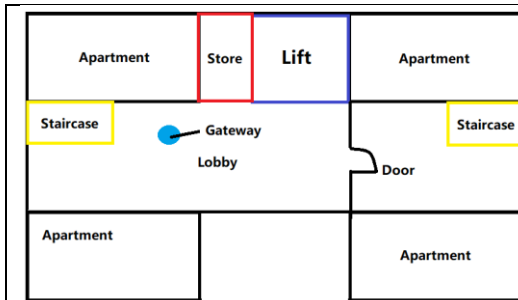 Apartment
Store
Lift
Apartment
Staircase
Gateway
Staircase
Lobby
Door
Apartment
Apartment